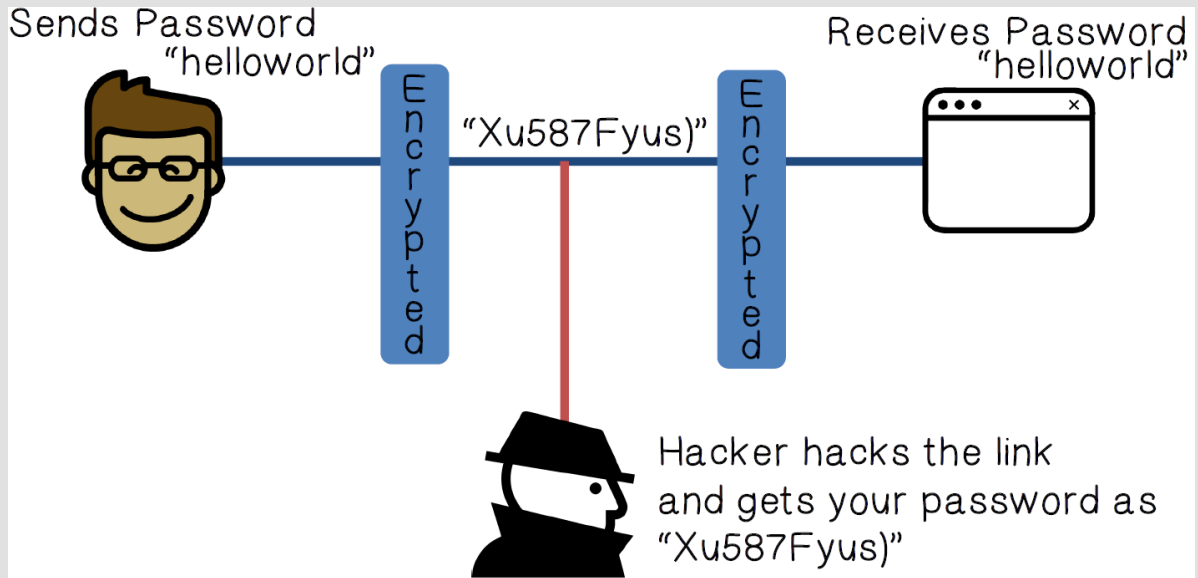 Sends Password
“helloworld”
Receives Password
“helloworld”
Encrypted
“Xu587Fyus)”
Encrypted
Hacker hacks the link
and gets your password as
“Xu587Fyus)”